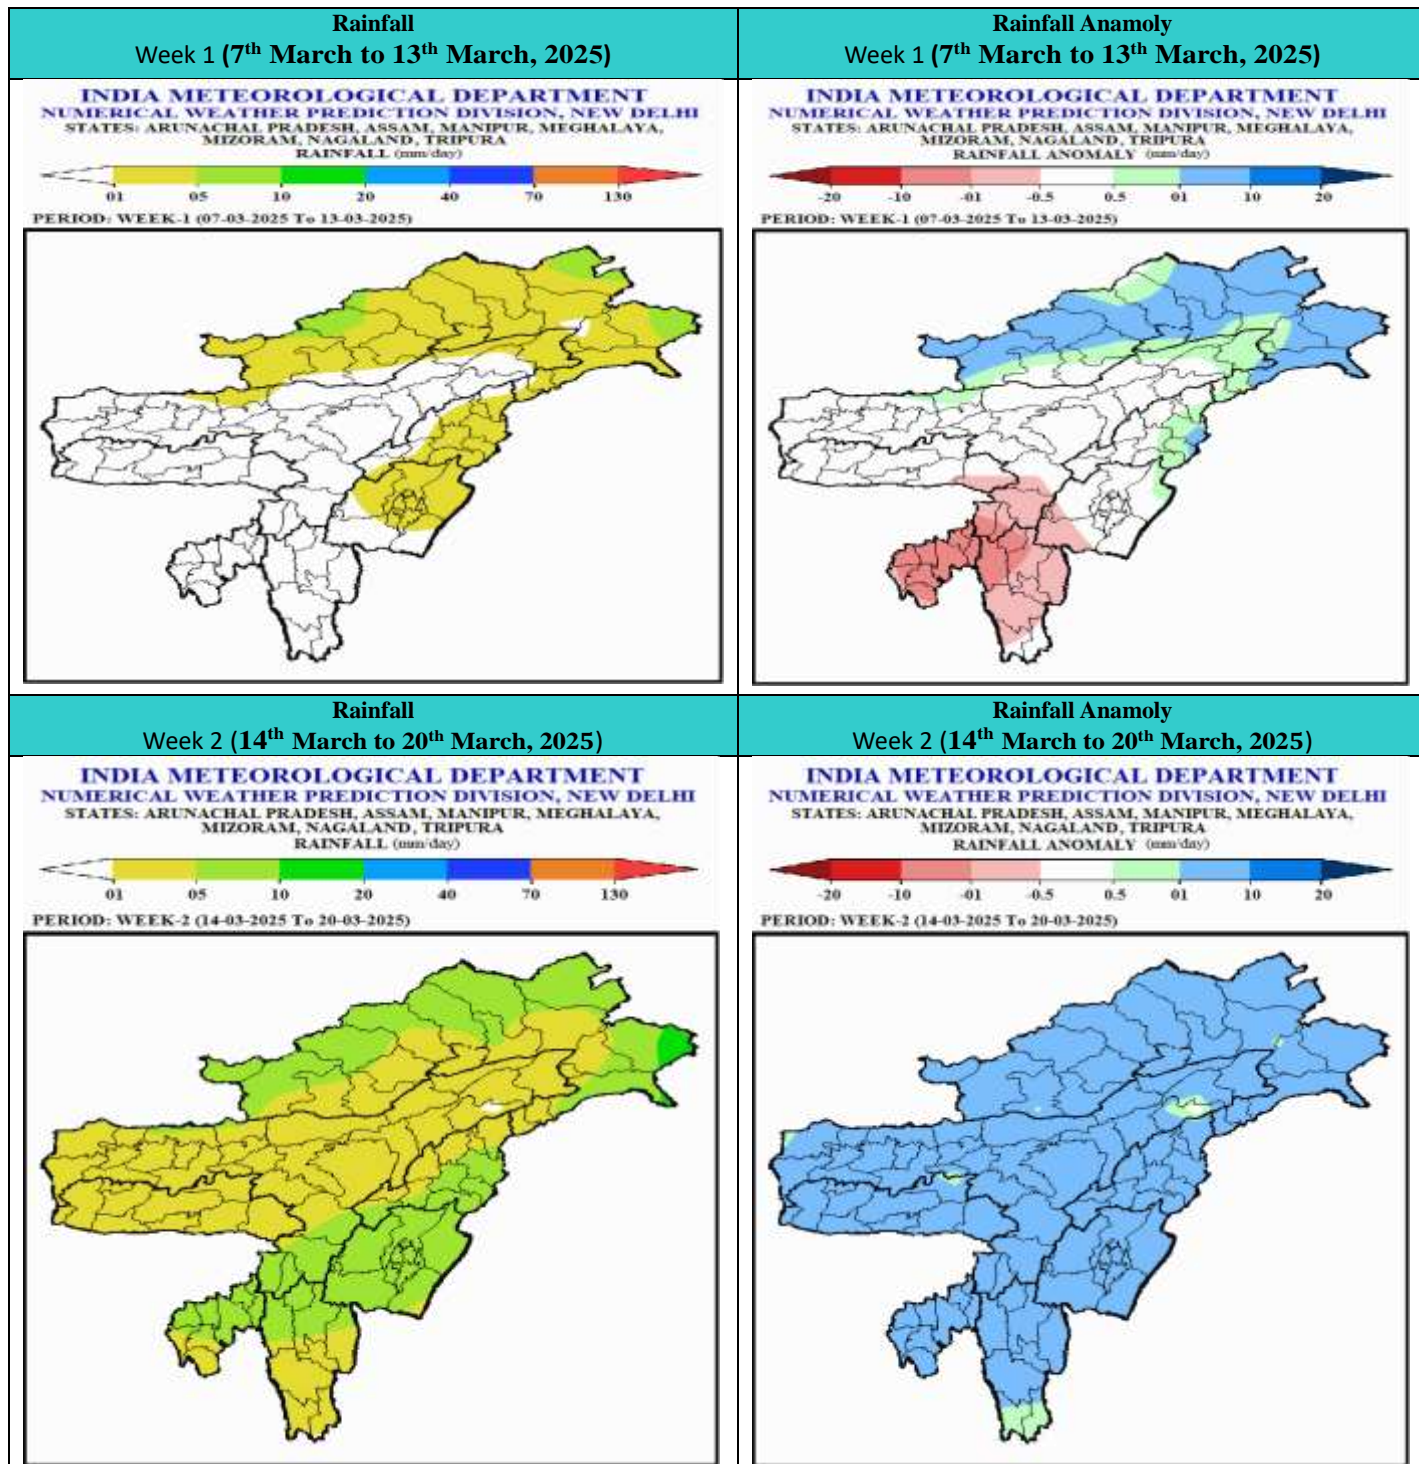 Rainfall
Week 1 (7th March to 13th March, 2025)
Rainfall Anamoly
Week 1 (7th March to 13th March, 2025)
INDIA METEOROLOGICAL DEPARTMENT
NUMERICAL WEATHER PREDICTION DIVISION, NEW DELHI
STATES: ARUNACHAL PRADESH, ASSAM, MANIPUR, MEGHALAYA,
MIZORAM, NAGALAND, TRIPURA
RAINFALL (mm/day)
01 05 10 20 40 70 130
PERIOD: WEEK-1 (07-03-2025 To 13-03-2025)
INDIA METEOROLOGICAL DEPARTMENT
NUMERICAL WEATHER PREDICTION DIVISION, NEW DELHI
STATES: ARUNACHAL PRADESH, ASSAM, MANIPUR, MEGHALAYA,
MIZORAM, NAGALAND, TRIPURA
RAINFALL ANOMALY (mm/day)
-20 -10 -01 -0.5 0.5 01 10 20
PERIOD: WEEK-1 (07-03-2025 To 13-03-2025)
Rainfall
Week 2 (14th March to 20th March, 2025)
Rainfall Anamoly
Week 2 (14th March to 20th March, 2025)
INDIA METEOROLOGICAL DEPARTMENT
NUMERICAL WEATHER PREDICTION DIVISION, NEW DELHI
STATES: ARUNACHAL PRADESH, ASSAM, MANIPUR, MEGHALAYA,
MIZORAM, NAGALAND, TRIPURA
RAINFALL (mm/day)
01 05 10 20 40 70 130
PERIOD: WEEK-2 (14-03-2025 To 20-03-2025)
INDIA METEOROLOGICAL DEPARTMENT
NUMERICAL WEATHER PREDICTION DIVISION, NEW DELHI
STATES: ARUNACHAL PRADESH, ASSAM, MANIPUR, MEGHALAYA,
MIZORAM, NAGALAND, TRIPURA
RAINFALL ANOMALY (mm/day)
-20 -10 -01 -0.5 0.5 01 10 20
PERIOD: WEEK-2 (14-03-2025 To 20-03-2025)